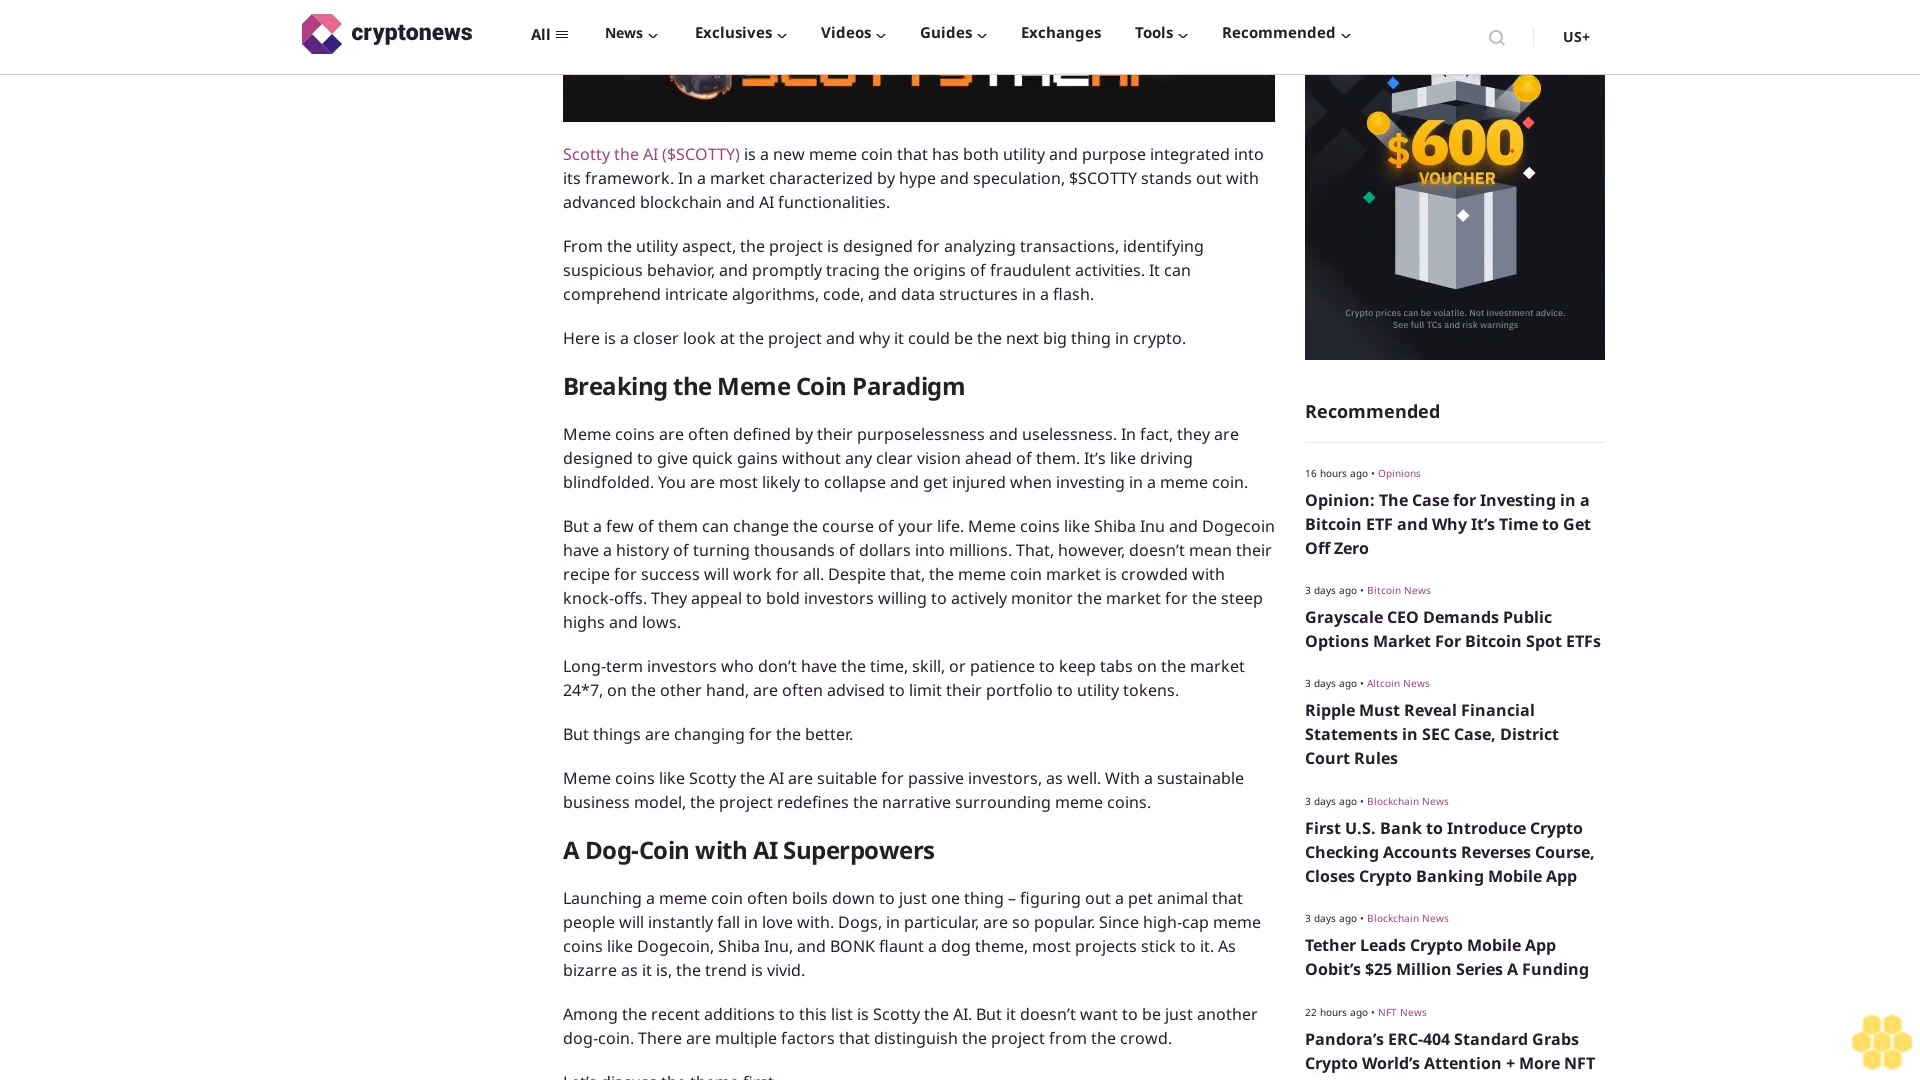 cryptonews
All
News
Exclusives
Videos
Guides
Exchanges
Tools
Recommended
US+
Scotty the AI ($SCOTTY) is a new meme coin that has both utility and purpose integrated into
its framework. In a market characterized by hype and speculation, $SCOTTY stands out with
advanced blockchain and AI functionalities.
From the utility aspect, the project is designed for analyzing transactions, identifying
suspicious behavior, and promptly tracing the origins of fraudulent activities. It can
comprehend intricate algorithms, code, and data structures in a flash.
Here is a closer look at the project and why it could be the next big thing in crypto.
Breaking the Meme Coin Paradigm
Meme coins are often defined by their purposelessness and uselessness. In fact, they are
designed to give quick gains without any clear vision ahead of them. It’s like driving
blindfolded. You are most likely to collapse and get injured when investing in a meme coin.
But a few of them can change the course of your life. Meme coins like Shiba Inu and Dogecoin
have a history of turning thousands of dollars into millions. That, however, doesn’t mean their
recipe for success will work for all. Despite that, the meme coin market is crowded with
knock-offs. They appeal to bold investors willing to actively monitor the market for the steep
highs and lows.
Long-term investors who don’t have the time, skill, or patience to keep tabs on the market
24*7, on the other hand, are often advised to limit their portfolio to utility tokens.
But things are changing for the better.
Meme coins like Scotty the AI are suitable for passive investors, as well. With a sustainable
business model, the project redefines the narrative surrounding meme coins.
A Dog-Coin with AI Superpowers
Launching a meme coin often boils down to just one thing – figuring out a pet animal that
people will instantly fall in love with. Dogs, in particular, are so popular. Since high-cap meme
coins like Dogecoin, Shiba Inu, and BONK flaunt a dog theme, most projects stick to it. As
bizarre as it is, the trend is vivid.
Among the recent additions to this list is Scotty the AI. But it doesn’t want to be just another
dog-coin. There are multiple factors that distinguish the project from the crowd.
Let’s discuss the theme first.
$600
VOUCHER
Crypto prices can be volatile. Not investment advice.
See full TCs and risk warnings
Recommended
16 hours ago • Opinions
Opinion: The Case for Investing in a
Bitcoin ETF and Why It’s Time to Get
Off Zero
3 days ago • Bitcoin News
Grayscale CEO Demands Public
Options Market For Bitcoin Spot ETFs
3 days ago • Altcoin News
Ripple Must Reveal Financial
Statements in SEC Case, District
Court Rules
3 days ago • Blockchain News
First U.S. Bank to Introduce Crypto
Checking Accounts Reverses Course,
Closes Crypto Banking Mobile App
3 days ago • Blockchain News
Tether Leads Crypto Mobile App
Oobit’s $25 Million Series A Funding
22 hours ago • NFT News
Pandora’s ERC-404 Standard Grabs
Crypto World’s Attention + More NFT